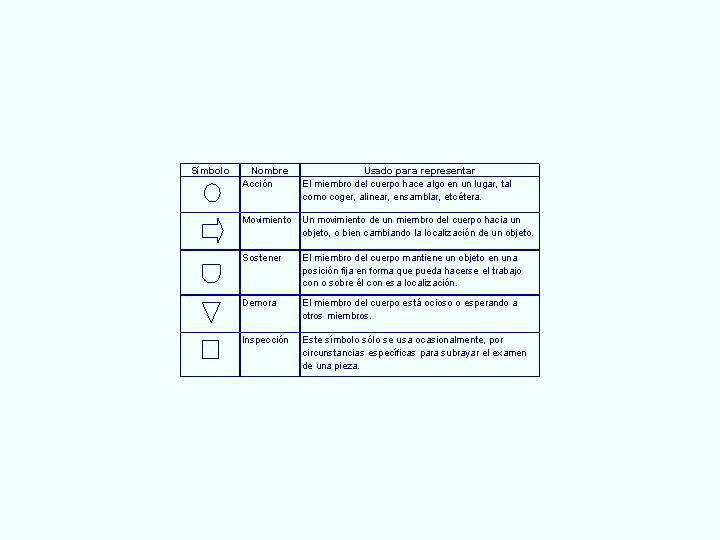 Símbolo Nombre Usado para representar
Acción El miembro del cuerpo hace algo en un lugar, tal
como coger, alinear, ensamblar, etcétera.
Movimiento Un movimiento de un miembro del cuerpo hacia un
objeto, o bien cambiando la localización de un objeto.
Sostener El miembro del cuerpo mantiene un objeto en una
posición fija en forma que pueda hacerse el trabajo
con o sobre él con esa localización.
Demora El miembro del cuerpo está ocioso o esperando a
otros miembros.
Inspección Este símbolo sólo se usa ocasionalmente, por
circunstancias específicas para subrayar el examen
de una pieza.